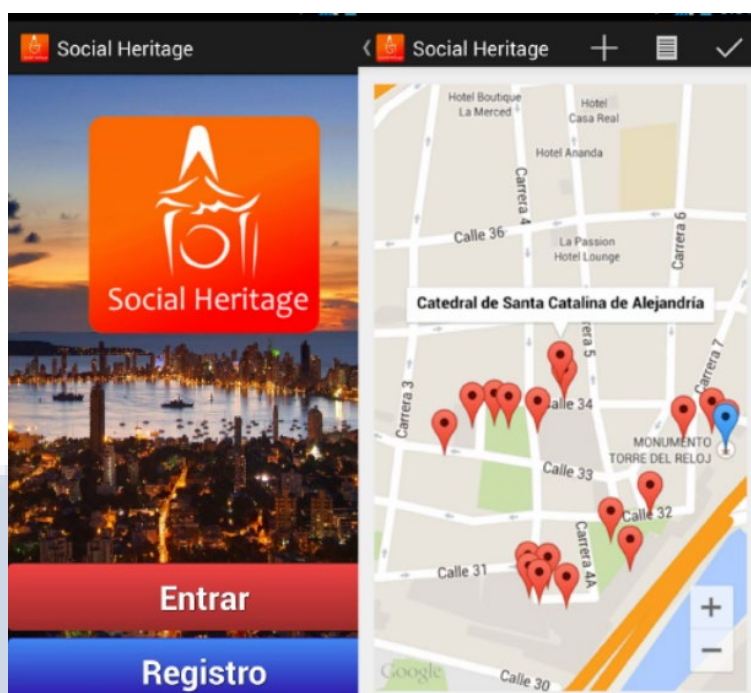 Social Heritage
Social Heritage
Entrar
Registro
Social Heritage
Hotel Boutique
La Merced
Hotel
Casa Real
Hotel Ananda
Carrera 4
Carrera 6
Calle 36
La Passion
Hotel Lounge
Catedral de Santa Catalina de Alejandría
Carrera 5
Carrera 7
Carrera 3
Calle 34
MONUMENTO
TORRE DEL RELOJ
Calle 33
Calle 32
Carrera 4A
Calle 31
+
−
Google
Calle 30